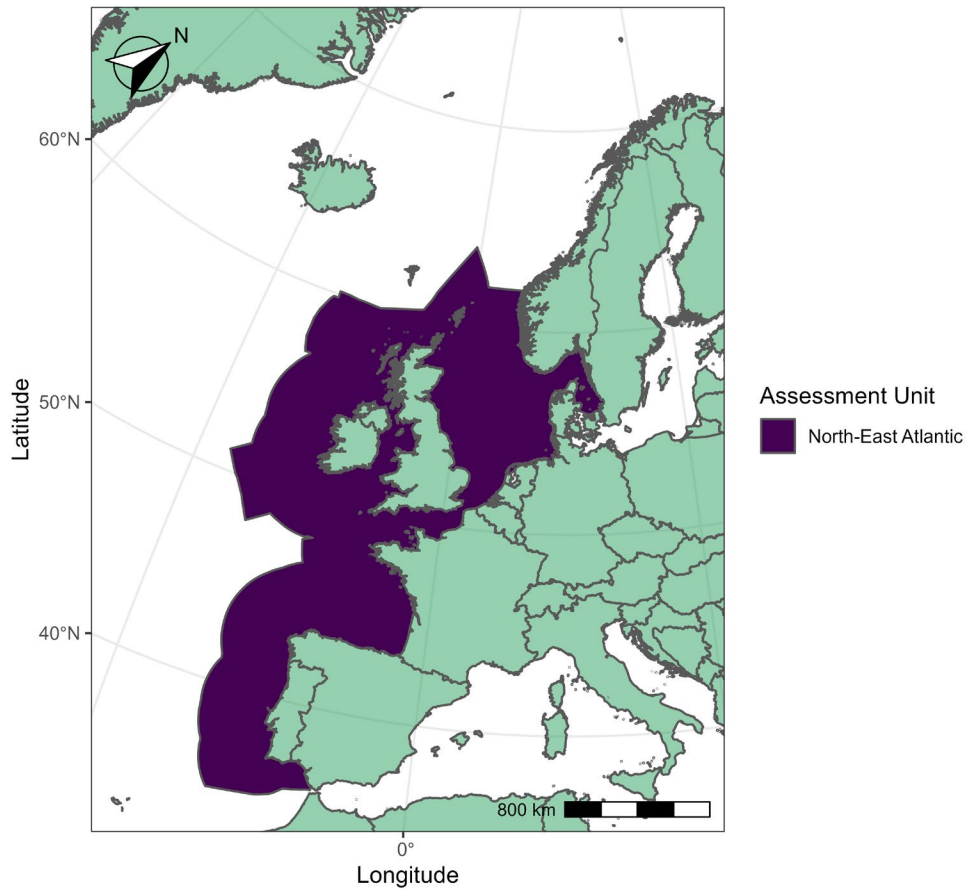 N
60°N
50°N
40°N
Latitude
Assessment Unit
North-East Atlantic
800 km
0°
Longitude